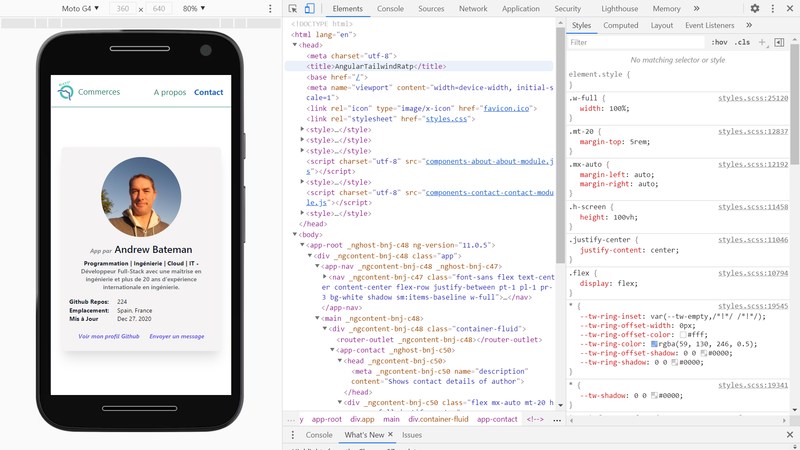 Moto G4 360 × 640 80%
Commerces A propos Contact
App par Andrew Bateman
Programmation | Ingénierie | Cloud | IT -
Développeur Full-Stack avec une maîtrise en
ingénierie et plus de 20 ans d'expérience
internationale en ingénierie.
Github Repos: 224
Emplacement: Spain, France
Mis à Jour Dec 27, 2020
Voir mon profil Github Envoyer un message
Elements Console Sources Network Performance Memory Application Security Lighthouse Redux Adblock Plus
<!DOCTYPE html>
<html lang="en">
<head>
<meta charset="utf-8">
<title>AngularTailwindRatp</title>
<base href="/">
<meta name="viewport" content="width=device-width, initial-s
cale=1">
<link rel="icon" type="image/x-icon" href="favicon.ico">
<link rel="stylesheet" href="styles.css">
<style>…</style>
<style>…</style>
<style>…</style>
<script charset="utf-8" src="components-about-about-module.j
s"></script>
<style>…</style>
<script charset="utf-8" src="components-contact-contact-modu
le.js"></script>
<style>…</style>
</head>
<body>
<app-root _nghost-bnj-c48 ng-version="11.0.5">
<div _ngcontent-bnj-c48 class="app">
<app-nav _ngcontent-bnj-c48 _nghost-bnj-c47>
<nav _ngcontent-bnj-c47 class="font-sans flex text-cent
er content-center flex-row justify-between pt-1 pl-1 pr-
3 bg-white shadow sm:items-baseline w-full">…</nav>
</app-nav>
<main _ngcontent-bnj-c48>
<div _ngcontent-bnj-c48 class="container-fluid">
<router-outlet _ngcontent-bnj-c48></router-outlet>
<app-contact _nghost-bnj-c50>
<head _ngcontent-bnj-c50>
<meta _ngcontent-bnj-c50 name="description"
content="Shows contact details of author">
</head>
<div _ngcontent-bnj-c50 class="flex mx-auto mt-20 h
… y app-root div.app main div.container-fluid app-contact <!--> …
Console What's New × Issues
Styles Computed Layout Event Listeners
Filter :hov .cls
No matching selector or style
element.style {
}
.w-full { styles.scss:25120
width: 100%;
}
.mt-20 { styles.scss:12837
margin-top: 5rem;
}
.mx-auto { styles.scss:12192
margin-left: auto;
margin-right: auto;
}
.h-screen { styles.scss:11458
height: 100vh;
}
.justify-center { styles.scss:11046
justify-content: center;
}
.flex { styles.scss:10794
display: flex;
}
* { styles.scss:19545
--tw-ring-inset: var(--tw-empty,/*!*/ /*!*/);
--tw-ring-offset-width: 0px;
--tw-ring-offset-color: #fff;
--tw-ring-color: rgba(59, 130, 246, 0.5);
--tw-ring-offset-shadow: 0 0 #0000;
--tw-ring-shadow: 0 0 #0000;
}
* { styles.scss:19341
--tw-shadow: 0 0 #0000;
}